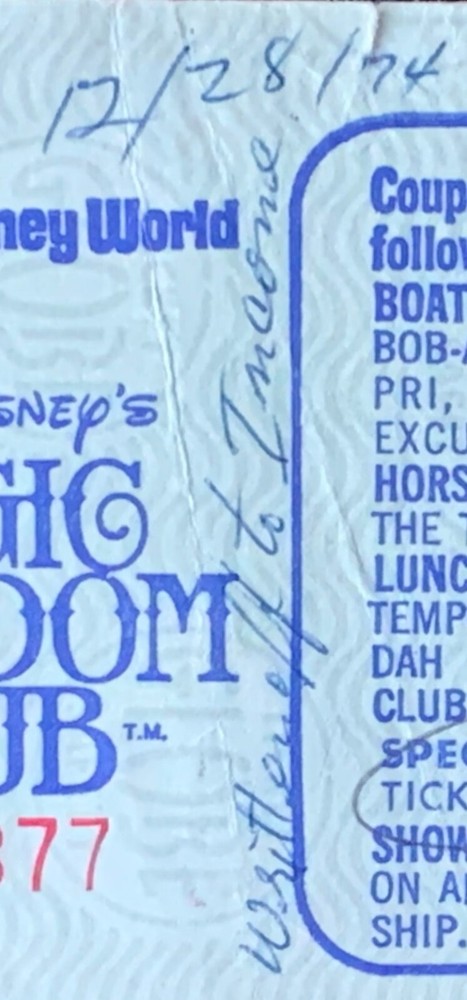 12/28/74
ney World
SNEY'S
GIC
DOM
UB T.M.
377
Written off to Income.
Coup
follow
BOAT
BOB-A
PRI,
EXCU
HORS
THE T
LUNC
TEMP
DAH
CLUB
SPEC
TICK
SHOW
ON A
SHIP.